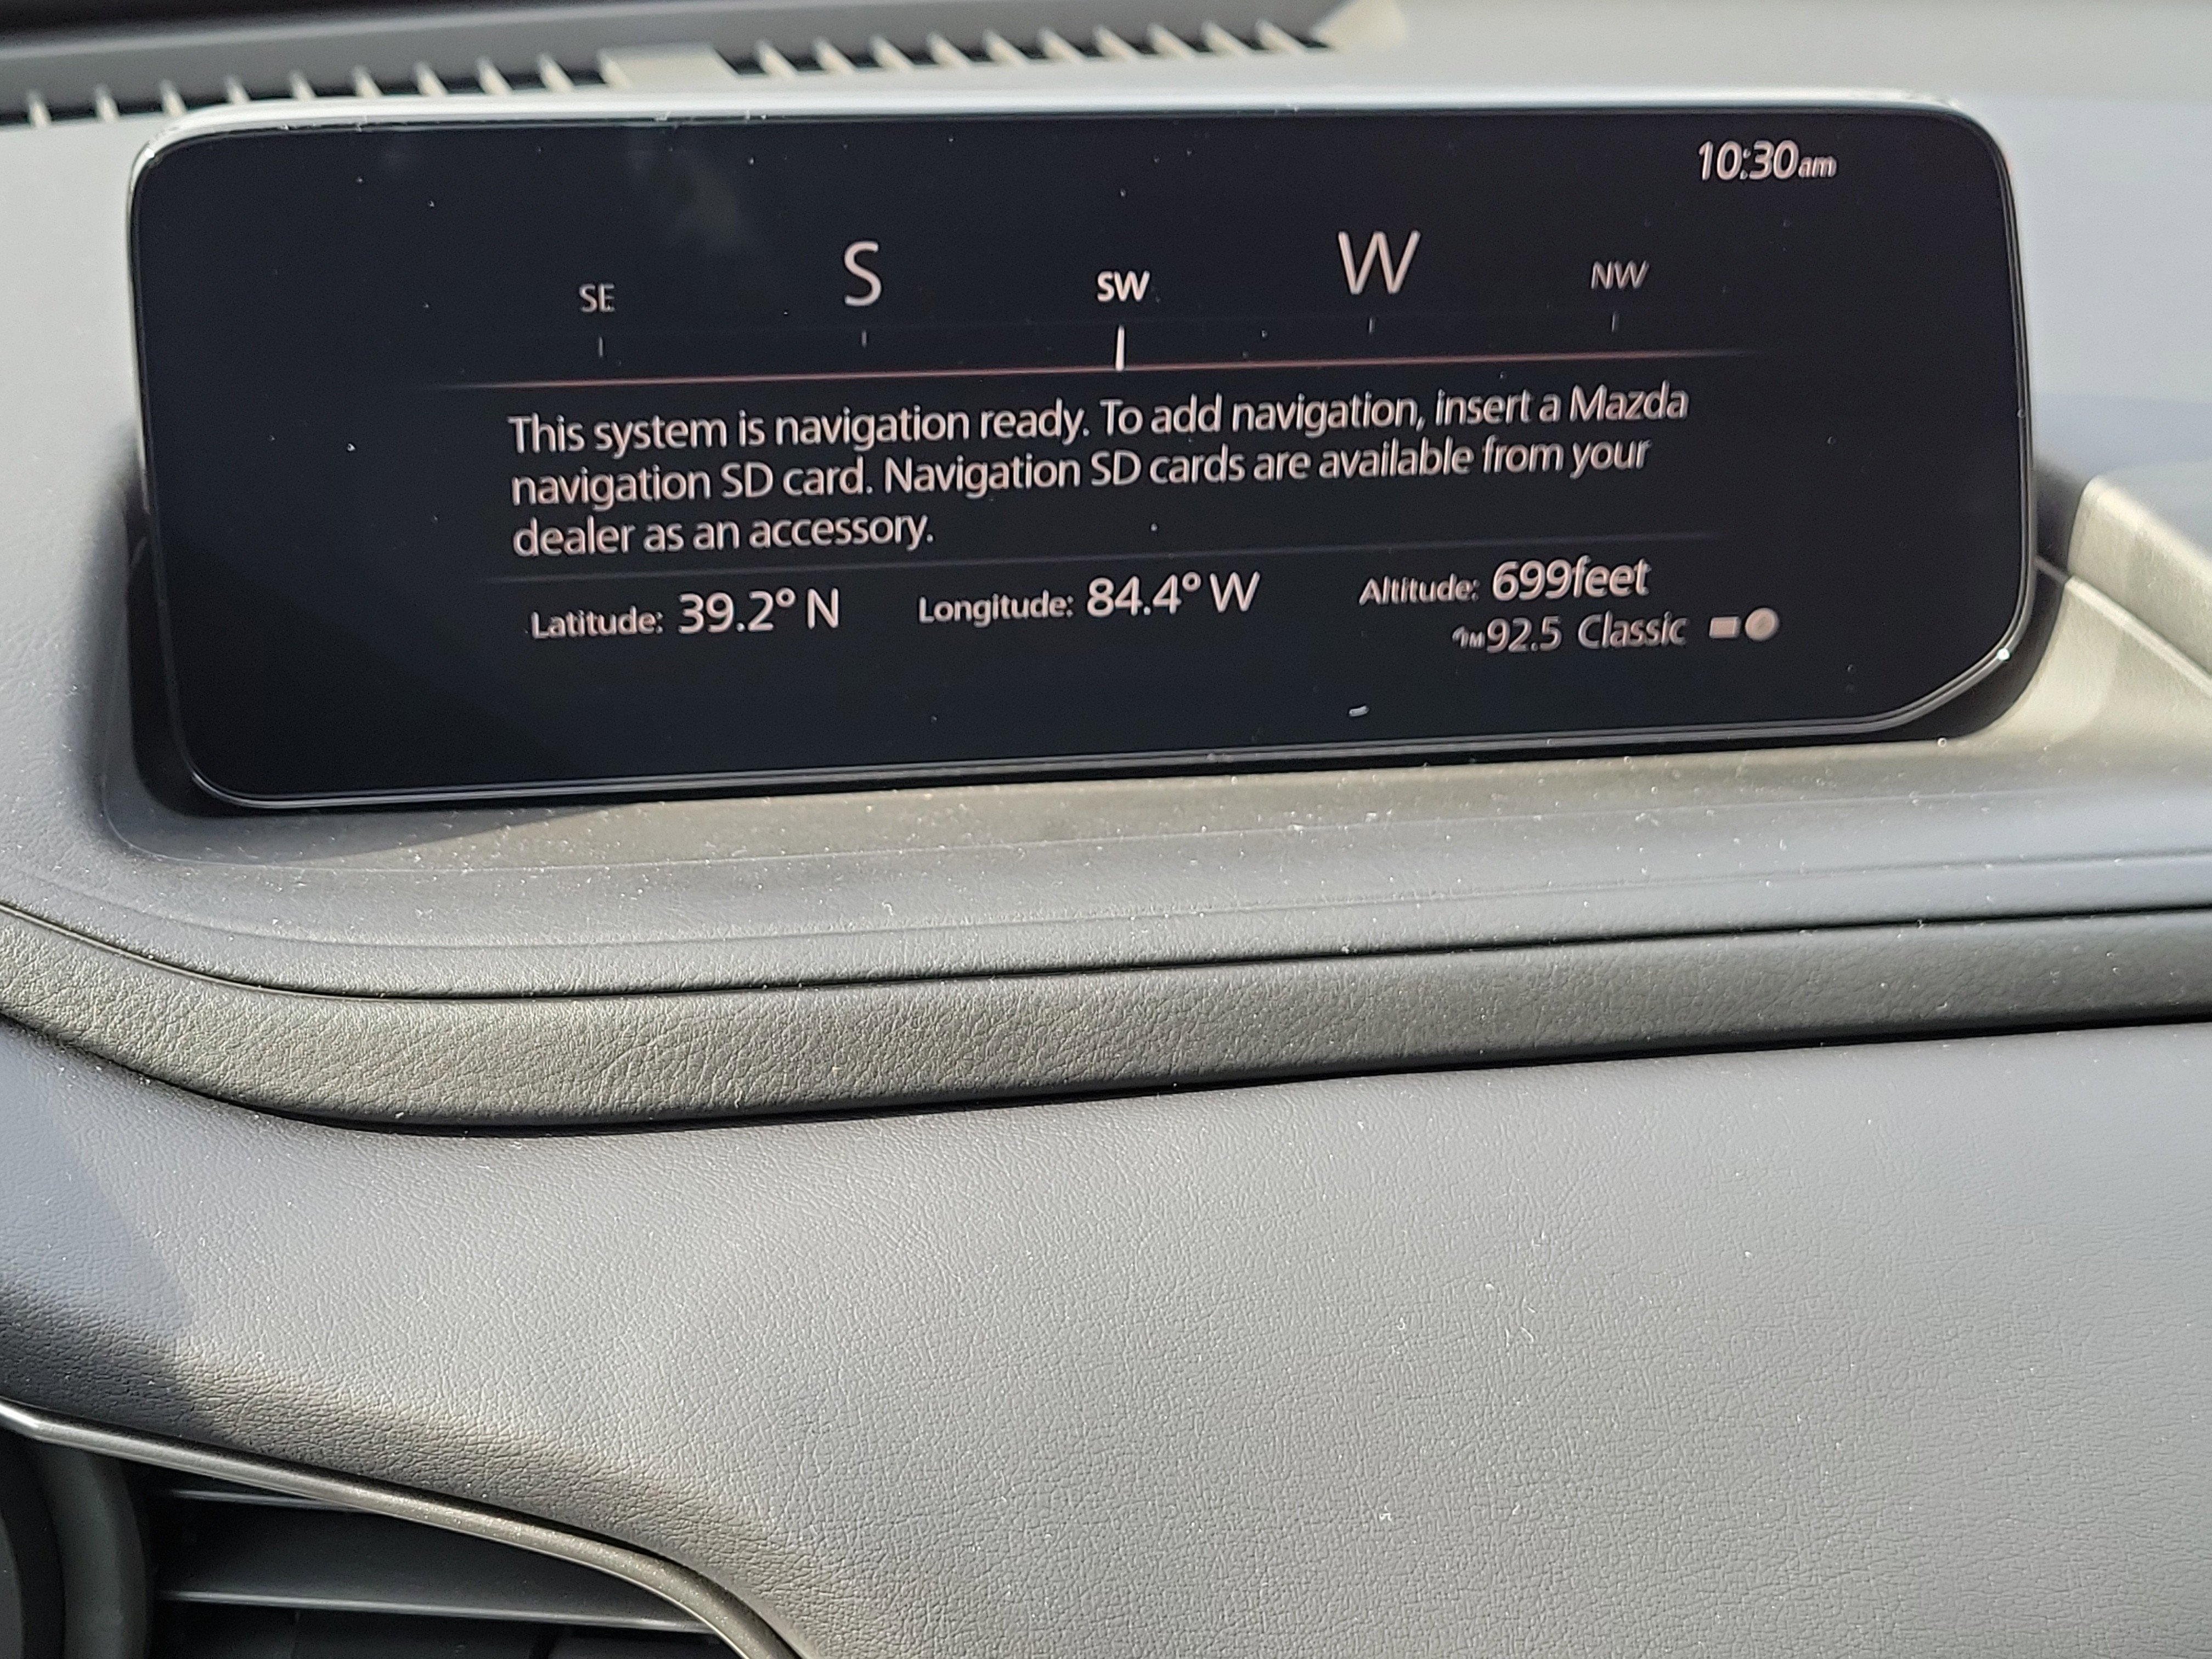 10:30am
SE S SW W NW
This system is navigation ready. To add navigation, insert a Mazda
navigation SD card. Navigation SD cards are available from your
dealer as an accessory.
Latitude: 39.2° N Longitude: 84.4° W Altitude: 699feet
92.5 Classic